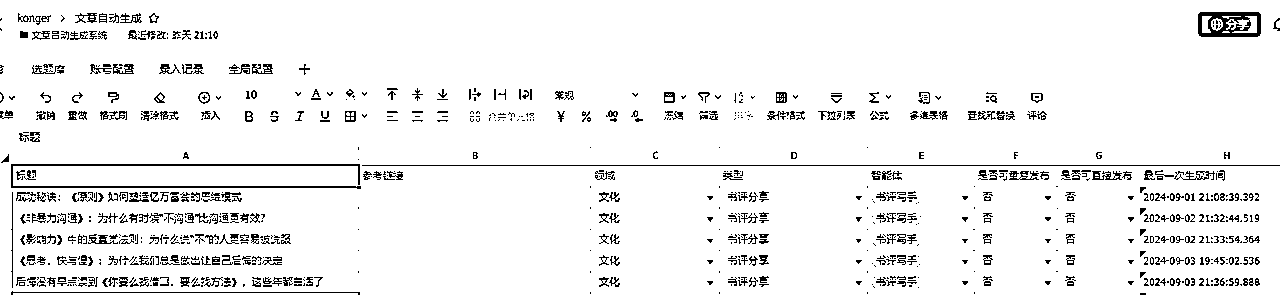 konger > 文章自动生成
文章自动生成系统 最近修改: 昨天 21:10
分享
选题库 账号配置 录入记录 全局配置
10 常规
撤销 重做 格式刷 清除格式 插入 合并单元格 冻结 筛选 排序 条件格式 下拉列表 公式 多维表格 查找和替换 评论
标题
A B C D E F G H
标题 参考链接 领域 类型 智能体 是否可重复发布 是否可直接发布 最后一次生成时间
成功秘诀：《原则》如何塑造亿万富翁的思维模式 文化 书评分享 书评写手 否 否 2024-09-01 21:08:39.392
《非暴力沟通》：为什么有时候"不沟通"比沟通更有效？ 文化 书评分享 书评写手 否 否 2024-09-02 21:32:44.519
《影响力》中的反直觉法则：为什么说"不"的人更容易被说服 文化 书评分享 书评写手 否 否 2024-09-02 21:33:54.364
《思考，快与慢》：为什么我们总是做出让自己后悔的决定 文化 书评分享 书评写手 否 否 2024-09-03 19:45:02.536
后悔没有早点读到《你要么找借口，要么找方法》，这些年都白活了 文化 书评分享 书评写手 否 否 2024-09-03 21:36:59.888